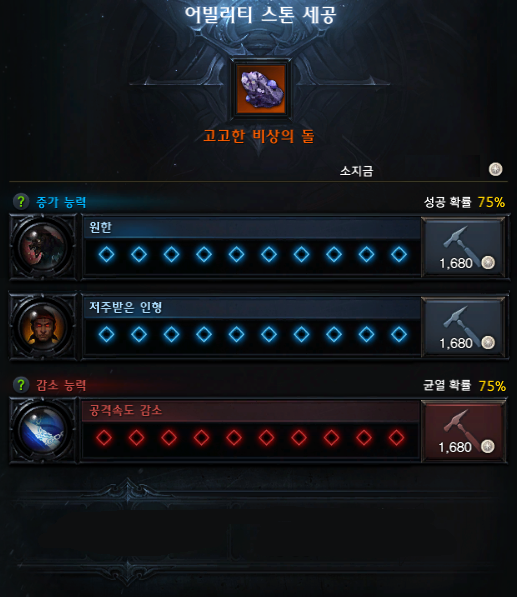 어빌리티 스톤 세공
고고한 비상의 돌
소지금
? 증가 능력 성공 확률 75%
원한
1,680
저주받은 인형
1,680
? 감소 능력 균열 확률 75%
공격속도 감소
1,680